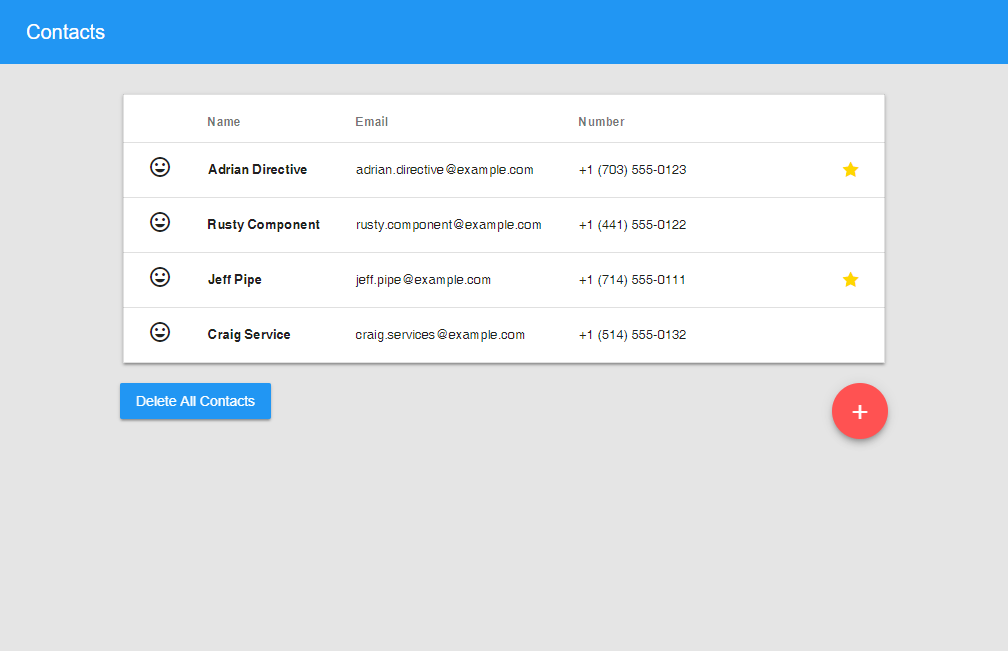 Contacts
Name Email Number
Adrian Directive adrian.directive@example.com +1 (703) 555-0123
Rusty Component rusty.component@example.com +1 (441) 555-0122
Jeff Pipe jeff.pipe@example.com +1 (714) 555-0111
Craig Service craig.services@example.com +1 (514) 555-0132
Delete All Contacts +